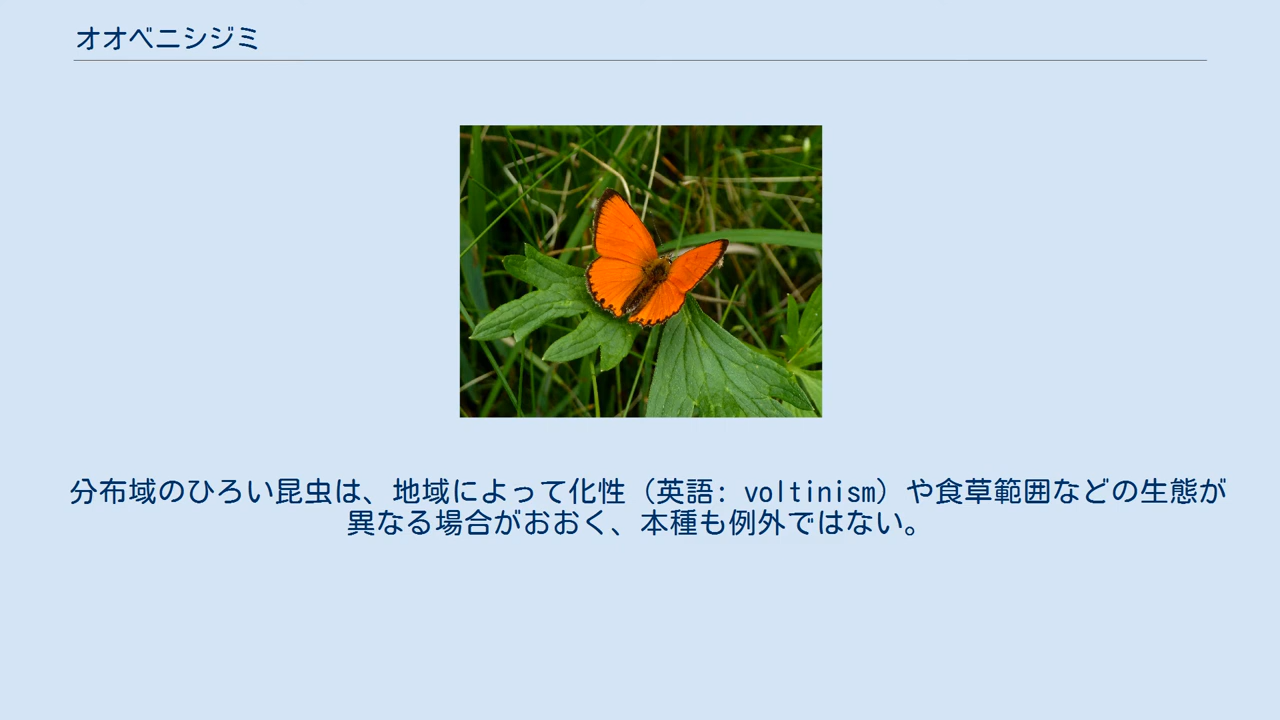 オオベニシジミ
分布域のひろい昆虫は、地域によって化性（英語: voltinism）や食草範囲などの生態が
異なる場合がおおく、本種も例外ではない。